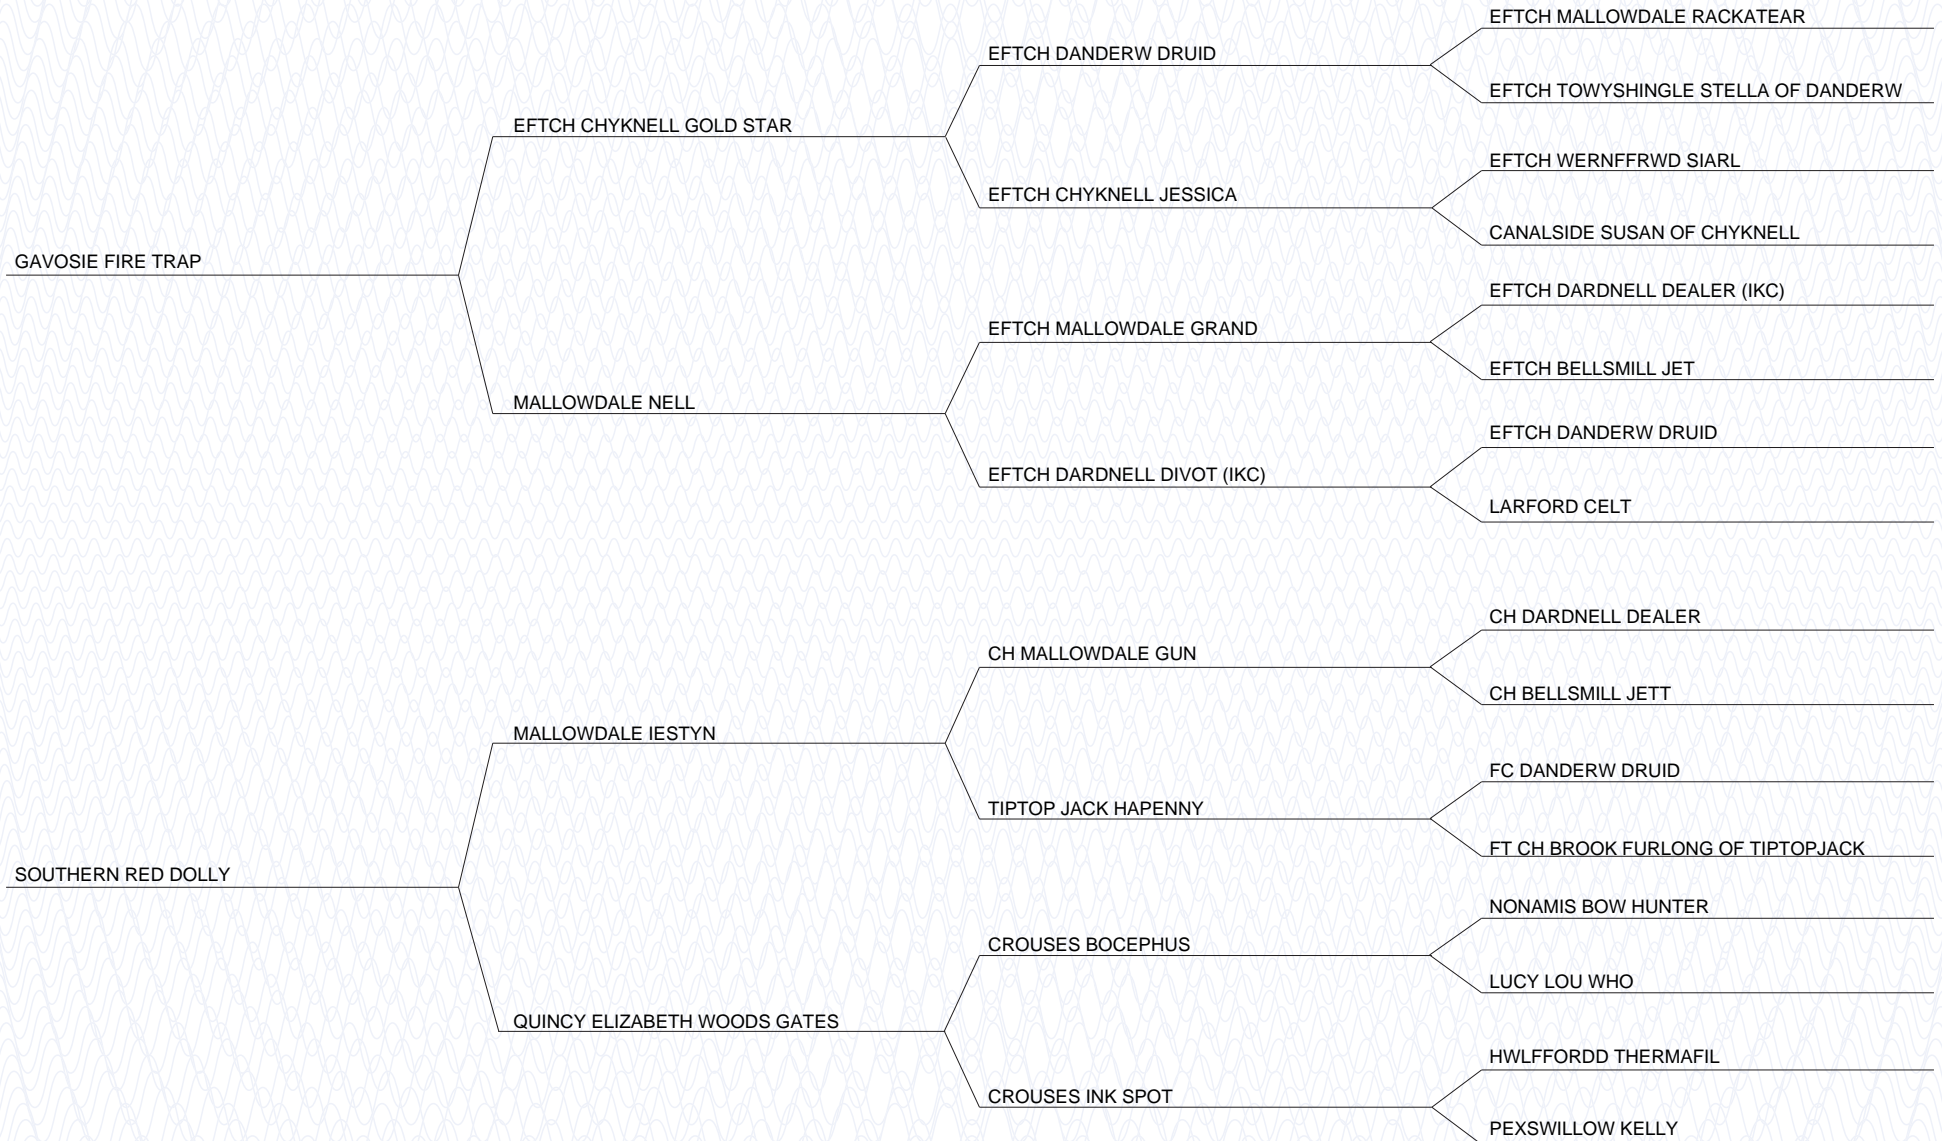 EFTCH MALLOWDALE RACKATEAR
EFTCH DANDERW DRUID
EFTCH TOWYSHINGLE STELLA OF DANDERW
EFTCH CHYKNELL GOLD STAR
EFTCH WERNFFRWD SIARL
EFTCH CHYKNELL JESSICA
CANALSIDE SUSAN OF CHYKNELL
GAVOSIE FIRE TRAP
EFTCH DARDNELL DEALER (IKC)
EFTCH MALLOWDALE GRAND
EFTCH BELLSMILL JET
MALLOWDALE NELL
EFTCH DANDERW DRUID
EFTCH DARDNELL DIVOT (IKC)
LARFORD CELT
CH DARDNELL DEALER
CH MALLOWDALE GUN
CH BELLSMILL JETT
MALLOWDALE IESTYN
FC DANDERW DRUID
TIPTOP JACK HAPENNY
FT CH BROOK FURLONG OF TIPTOPJACK
SOUTHERN RED DOLLY
NONAMIS BOW HUNTER
CROUSES BOCEPHUS
LUCY LOU WHO
QUINCY ELIZABETH WOODS GATES
HWLFFORDD THERMAFIL
CROUSES INK SPOT
PEXSWILLOW KELLY